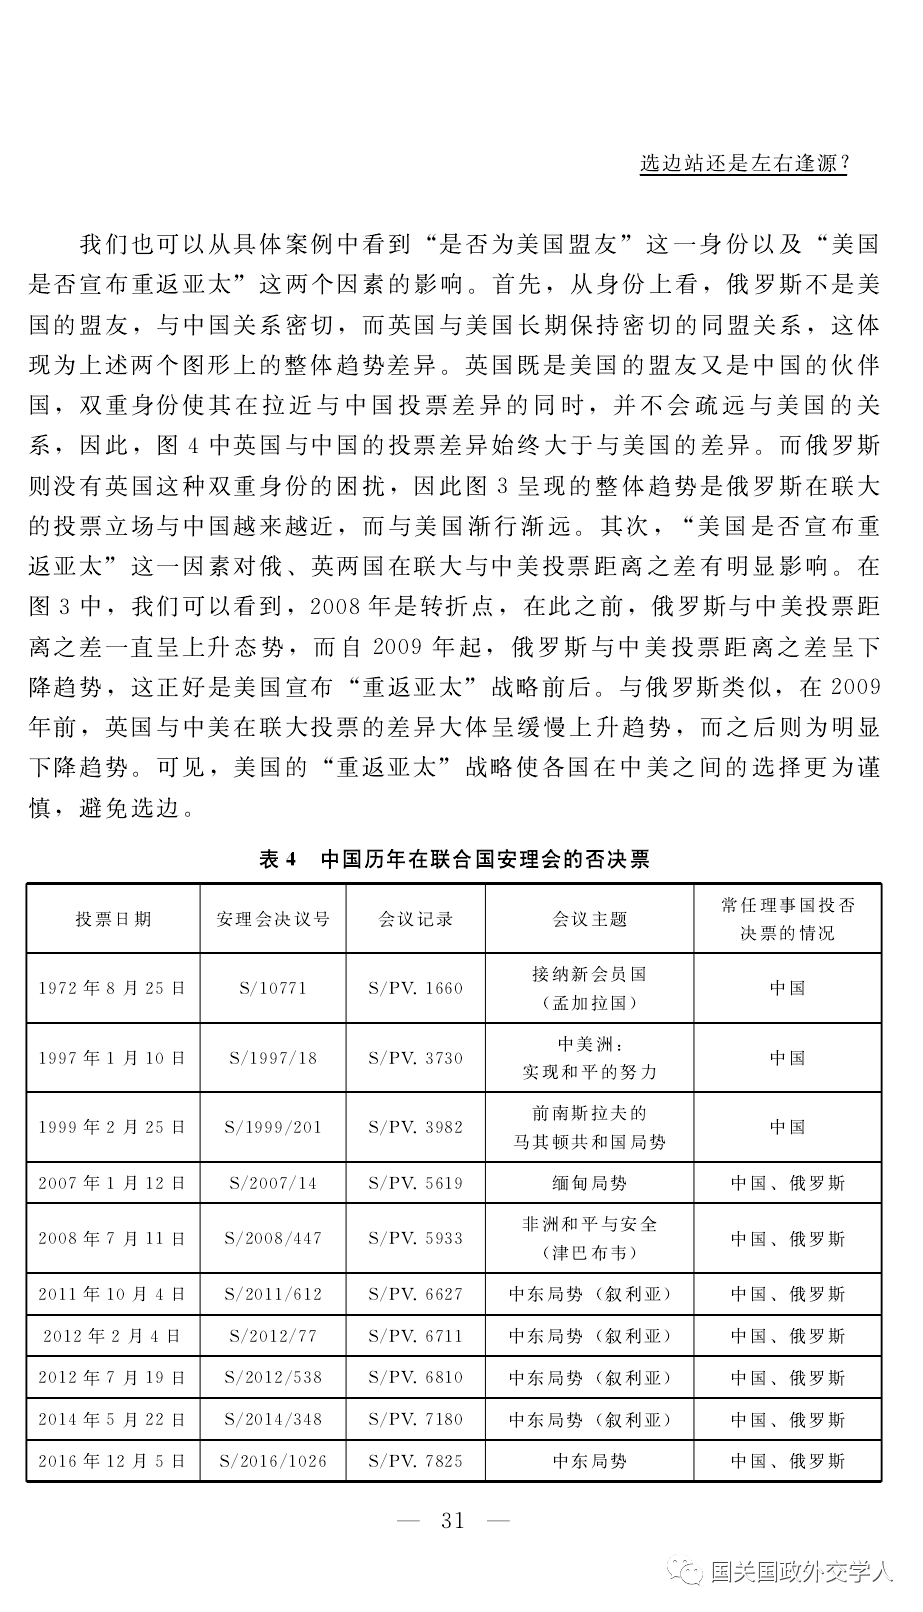 选边站还是左右逢源?
我们也可以从具体案例中看到“是否为美国盟友”这一身份以及“美国
是否宣布重返亚太”这两个因素的影响。首先，从身份上看，俄罗斯不是美
国的盟友，与中国关系密切，而英国与美国长期保持密切的同盟关系，这体
现为上述两个图形上的整体趋势差异。英国既是美国的盟友又是中国的伙伴
国，双重身份使其在拉近与中国投票差异的同时，并不会疏远与美国的关
系，因此，图 4 中英国与中国的投票差异始终大于与美国的差异。而俄罗斯
则没有英国这种双重身份的困扰，因此图 3 呈现的整体趋势是俄罗斯在联大
的投票立场与中国越来越近，而与美国渐行渐远。其次，“美国是否宣布重
返亚太”这一因素对俄、英两国在联大与中美投票距离之差有明显影响。在
图 3 中，我们可以看到，2008 年是转折点，在此之前，俄罗斯与中美投票距
离之差一直呈上升态势，而自 2009 年起，俄罗斯与中美投票距离之差呈下
降趋势，这正好是美国宣布“重返亚太”战略前后。与俄罗斯类似，在 2009
年前，英国与中美在联大投票的差异大体呈缓慢上升趋势，而之后则为明显
下降趋势。可见，美国的“重返亚太”战略使各国在中美之间的选择更为谨
慎，避免选边。
表 4 中国历年在联合国安理会的否决票
投票日期 安理会决议号 会议记录 会议主题 常任理事国投否
决票的情况
1972 年 8 月 25 日 S/10771 S/PV. 1660 接纳新会员国
（孟加拉国） 中国
1997 年 1 月 10 日 S/1997/18 S/PV. 3730 中美洲：
实现和平的努力 中国
1999 年 2 月 25 日 S/1999/201 S/PV. 3982 前南斯拉夫的
马其顿共和国局势 中国
2007 年 1 月 12 日 S/2007/14 S/PV. 5619 缅甸局势 中国、俄罗斯
2008 年 7 月 11 日 S/2008/447 S/PV. 5933 非洲和平与安全
（津巴布韦） 中国、俄罗斯
2011 年 10 月 4 日 S/2011/612 S/PV. 6627 中东局势（叙利亚） 中国、俄罗斯
2012 年 2 月 4 日 S/2012/77 S/PV. 6711 中东局势（叙利亚） 中国、俄罗斯
2012 年 7 月 19 日 S/2012/538 S/PV. 6810 中东局势（叙利亚） 中国、俄罗斯
2014 年 5 月 22 日 S/2014/348 S/PV. 7180 中东局势（叙利亚） 中国、俄罗斯
2016 年 12 月 5 日 S/2016/1026 S/PV. 7825 中东局势 中国、俄罗斯
— 31 —
国关国政外交学人